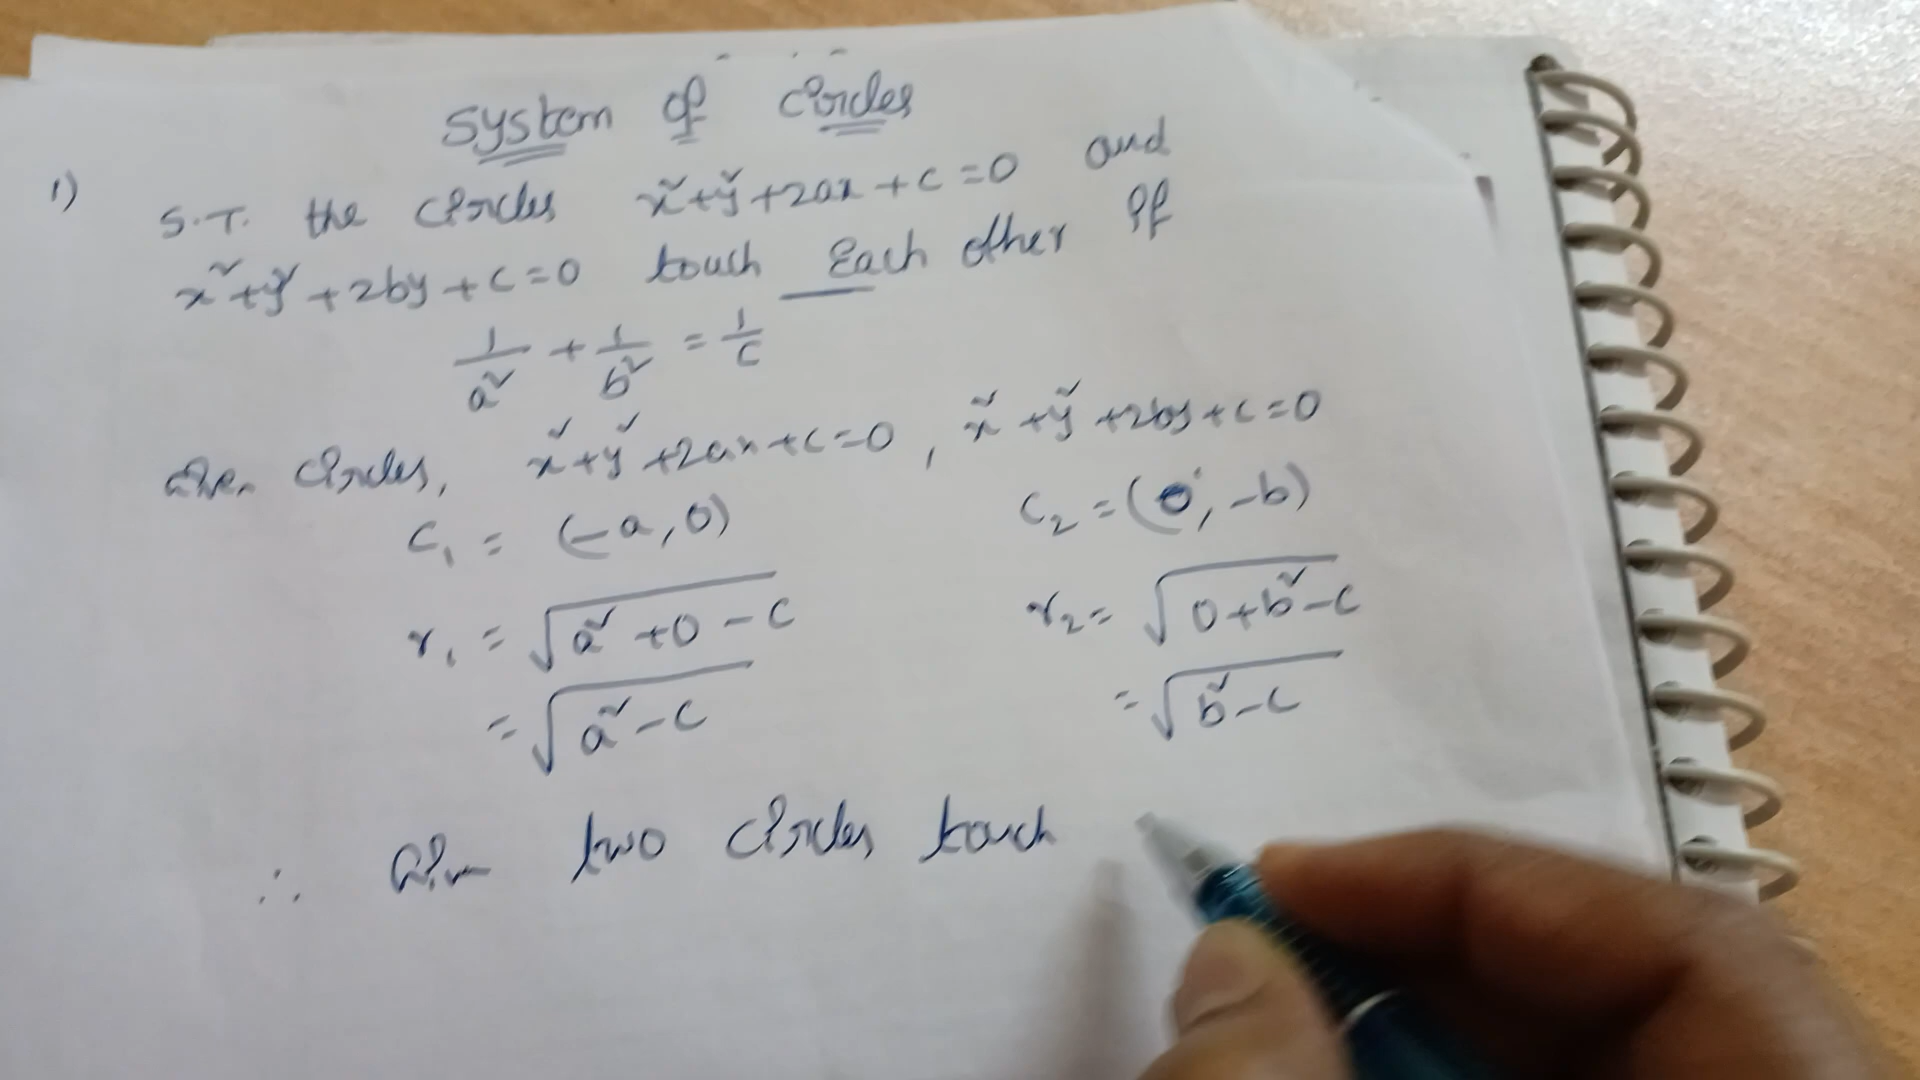 System of Circles
1) S.T. the circles x²+y²+2ax+c=0 and
x²+y²+2by+c=0 touch Each other if
1/a² + 1/b² = 1/c
Given Circles, x²+y²+2ax+c=0, x²+y²+2by+c=0
C₁ = (-a, 0) C₂ = (0, -b)
r₁ = √(a²+0-c) r₂ = √(0+b²-c)
= √(a²-c) = √(b²-c)
∴ Given two circles touch